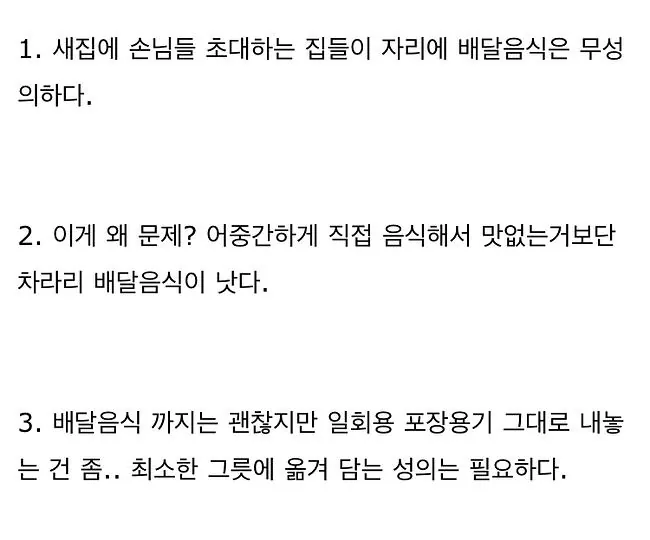 1. 새집에 손님들 초대하는 집들이 자리에 배달음식은 무성
의하다.
2. 이게 왜 문제? 어중간하게 직접 음식해서 맛없는거보단
차라리 배달음식이 낫다.
3. 배달음식 까지는 괜찮지만 일회용 포장용기 그대로 내놓
는 건 좀.. 최소한 그릇에 옮겨 담는 성의는 필요하다.